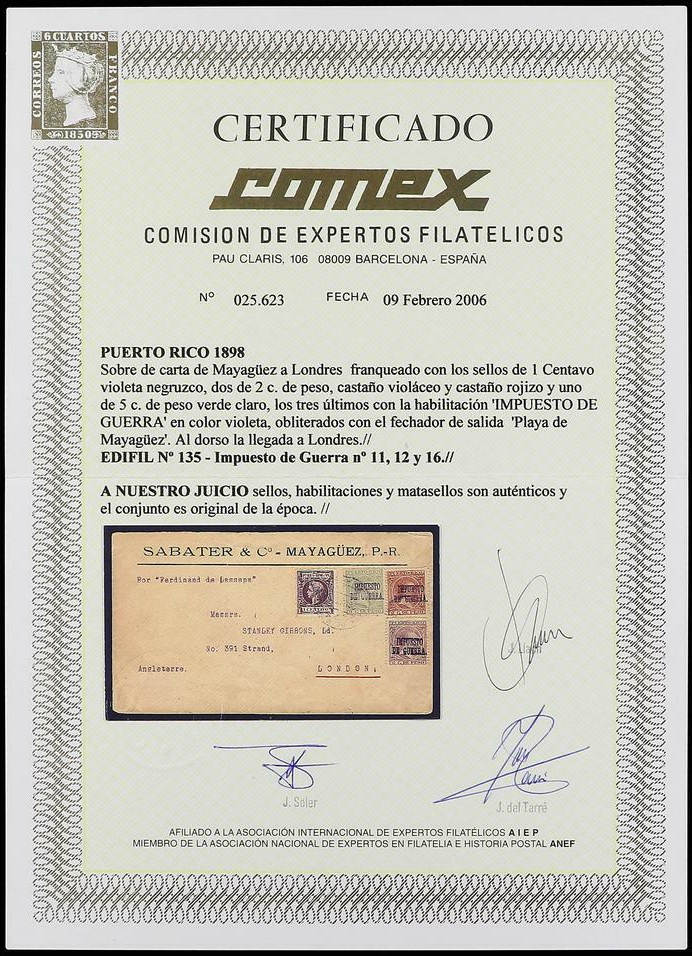 6 CUARTOS
CORREOS
FRANCO
1850
CERTIFICADO
comex
COMISION DE EXPERTOS FILATELICOS
PAU CLARIS, 106 08009 BARCELONA - ESPAÑA
Nº 025.623 FECHA 09 Febrero 2006
PUERTO RICO 1898
Sobre de carta de Mayagüez a Londres franqueado con los sellos de 1 Centavo
violeta negruzco, dos de 2 c. de peso, castaño violáceo y castaño rojizo y uno
de 5 c. de peso verde claro, los tres últimos con la habilitación 'IMPUESTO DE
GUERRA' en color violeta, obliterados con el fechador de salida 'Playa de
Mayagüez'. Al dorso la llegada a Londres.//
EDIFIL Nº 135 - Impuesto de Guerra nº 11, 12 y 16.//
A NUESTRO JUICIO sellos, habilitaciones y matasellos son auténticos y
el conjunto es original de la época. //
SABATER & Cº - MAYAGÜEZ, P.-R.
Por "Ferdinand de Lesseps"
IMPUESTO
DE GUERRA
IMPUESTO
DE GUERRA
Messrs.
STANLEY GIBBONS, Ld.
No. 391 Strand,
IMPUESTO
DE GUERRA
Angleterre.
LONDON,
J. Soler
J. del Tarré
AFILIADO A LA ASOCIACIÓN INTERNACIONAL DE EXPERTOS FILATÉLICOS A I E P
MIEMBRO DE LA ASOCIACIÓN NACIONAL DE EXPERTOS EN FILATELIA E HISTORIA POSTAL ANEF